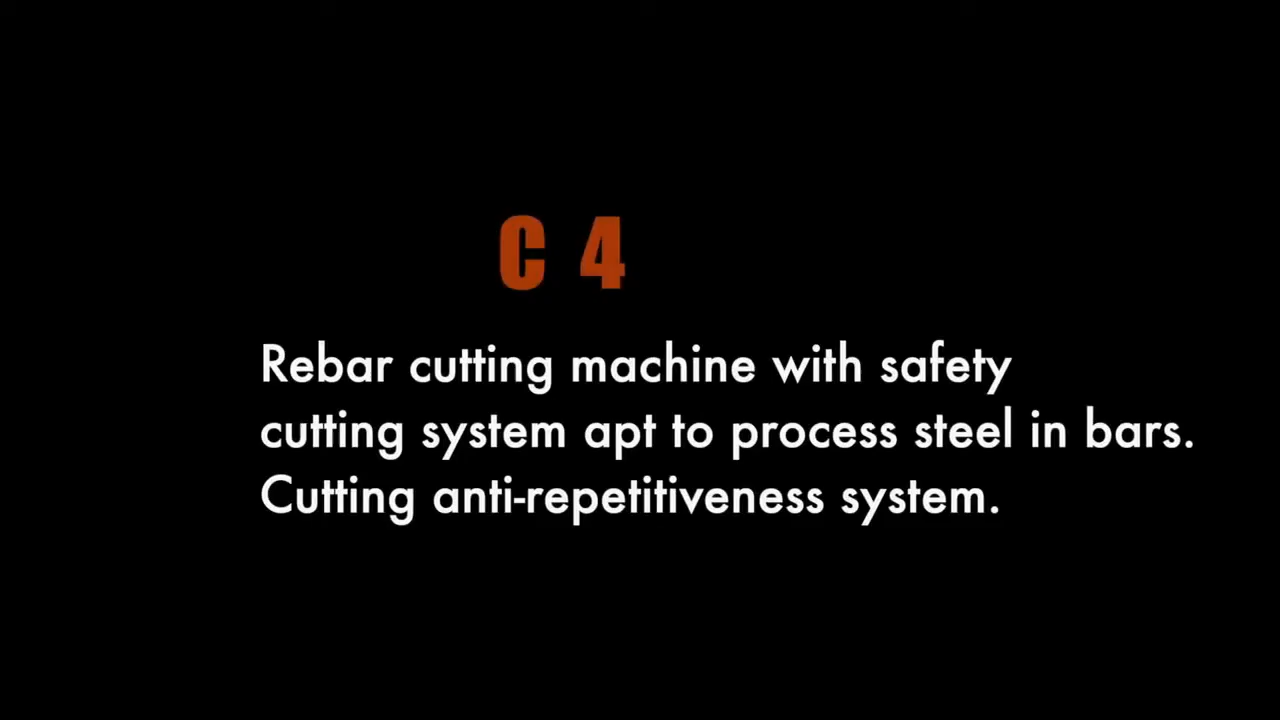 C 4
Rebar cutting machine with safety
cutting system apt to process steel in bars.
Cutting anti-repetitiveness system.